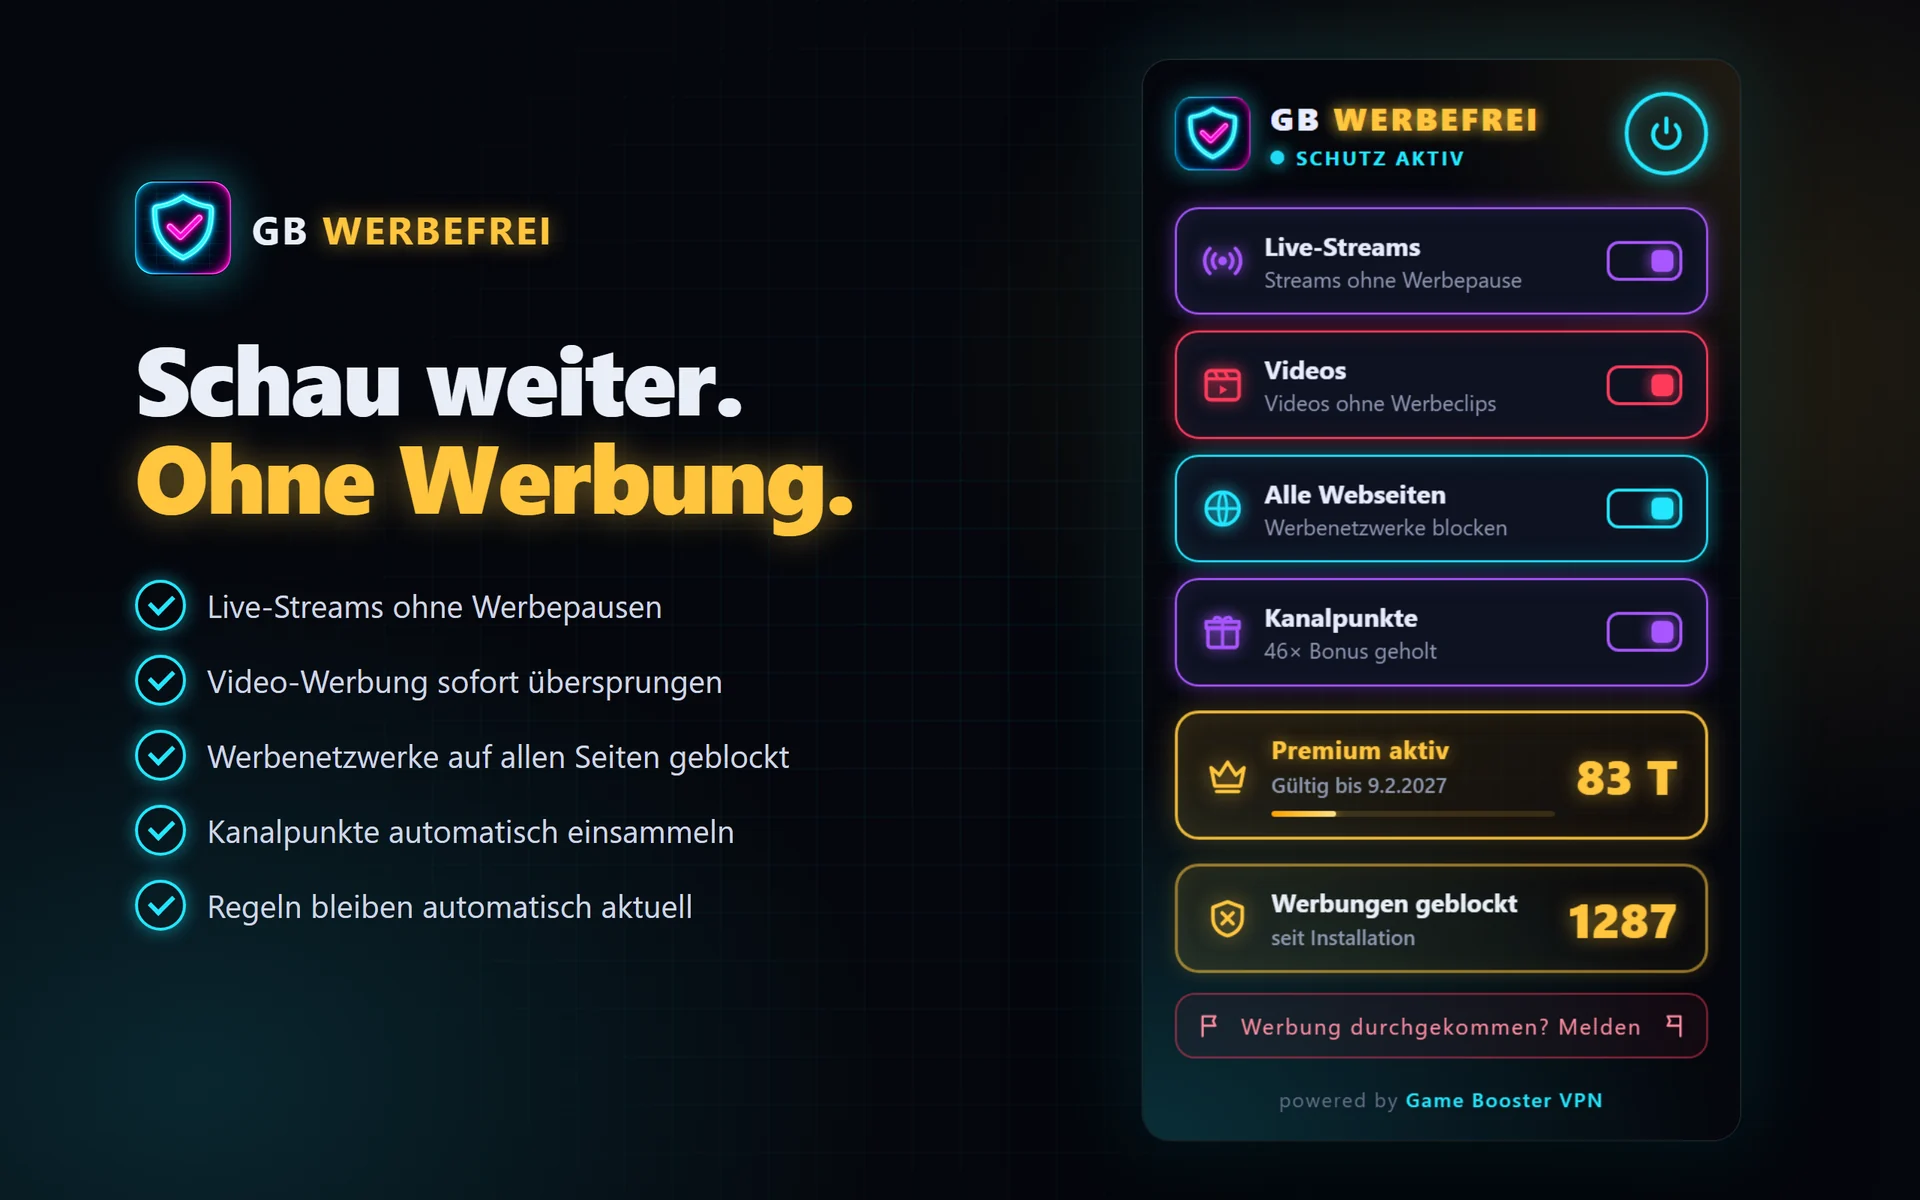 GB WERBEFREI
Schau weiter.
Ohne Werbung.
Live-Streams ohne Werbepausen
Video-Werbung sofort übersprungen
Werbenetzwerke auf allen Seiten geblockt
Kanalpunkte automatisch einsammeln
Regeln bleiben automatisch aktuell
GB WERBEFREI
SCHUTZ AKTIV
Live-Streams
Streams ohne Werbepause
Videos
Videos ohne Werbeclips
Alle Webseiten
Werbenetzwerke blocken
Kanalpunkte
46× Bonus geholt
Premium aktiv
Gültig bis 9.2.2027
83 T
Werbungen geblockt
seit Installation
1287
Werbung durchgekommen? Melden
powered by Game Booster VPN